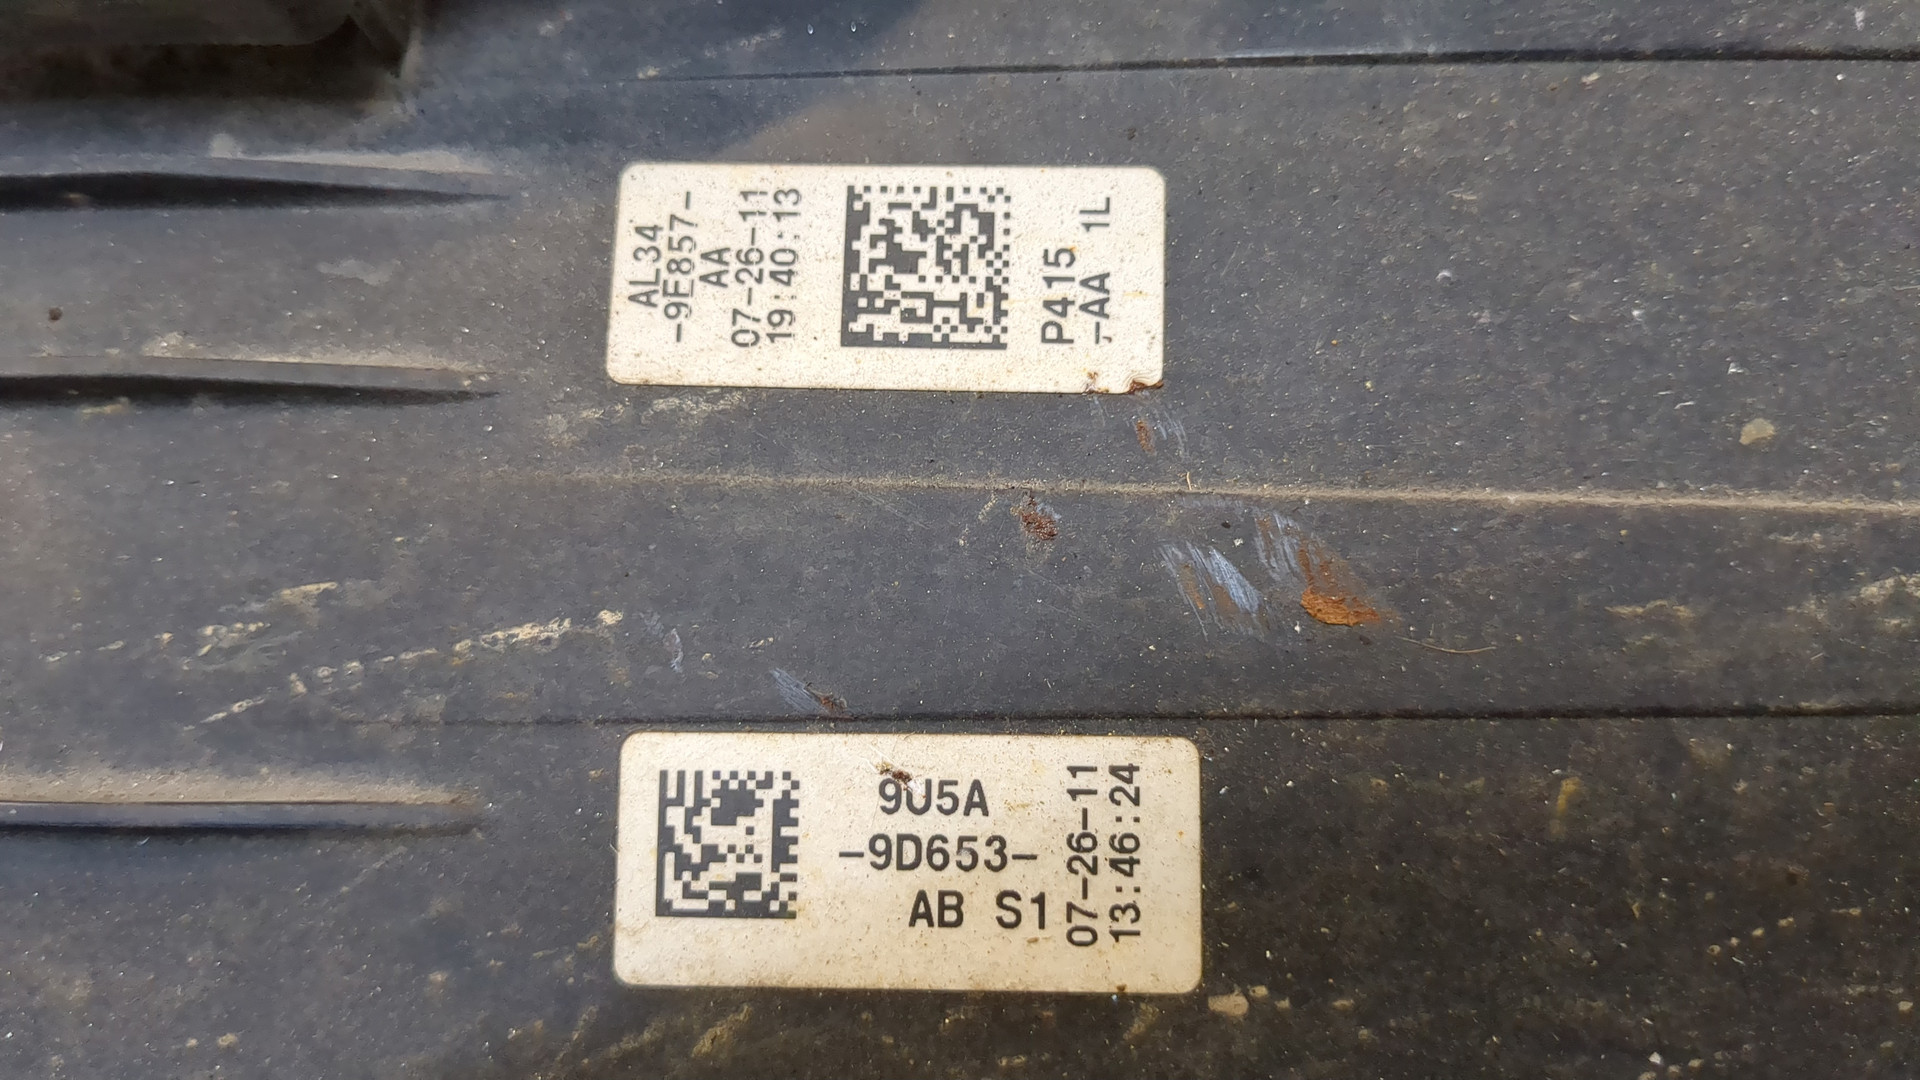 AL34
-9E857-
AA
07-26-11
19:40:13
P415
-AA 1L
9U5A
-9D653-
AB S1
07-26-11
13:46:24